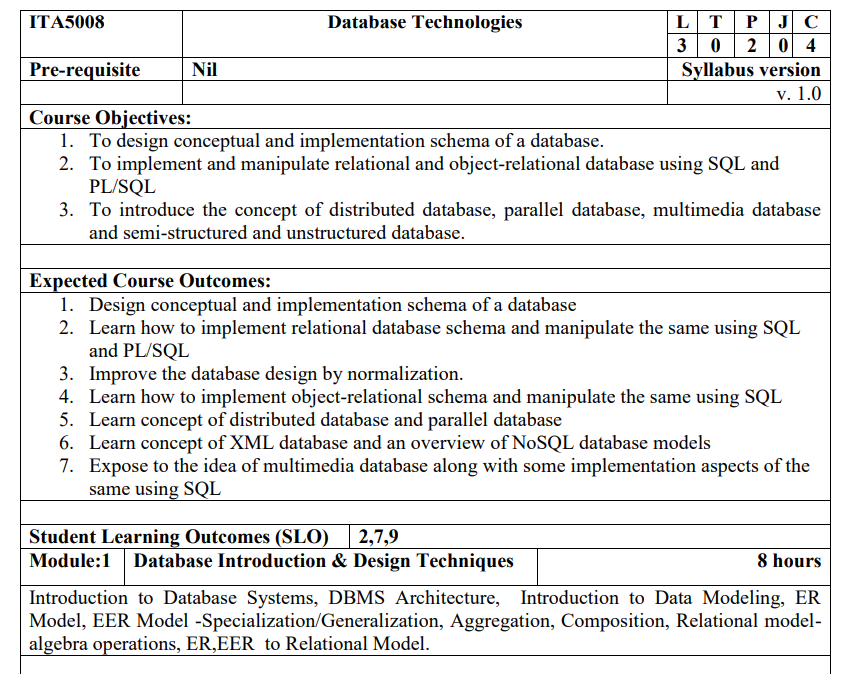 ITA5008 Database Technologies L T P J C
3 0 2 0 4
Pre-requisite Nil Syllabus version
v. 1.0
Course Objectives:
1. To design conceptual and implementation schema of a database.
2. To implement and manipulate relational and object-relational database using SQL and
PL/SQL
3. To introduce the concept of distributed database, parallel database, multimedia database
and semi-structured and unstructured database.
Expected Course Outcomes:
1. Design conceptual and implementation schema of a database
2. Learn how to implement relational database schema and manipulate the same using SQL
and PL/SQL
3. Improve the database design by normalization.
4. Learn how to implement object-relational schema and manipulate the same using SQL
5. Learn concept of distributed database and parallel database
6. Learn concept of XML database and an overview of NoSQL database models
7. Expose to the idea of multimedia database along with some implementation aspects of the
same using SQL
Student Learning Outcomes (SLO) 2,7,9
Module:1 Database Introduction & Design Techniques 8 hours
Introduction to Database Systems, DBMS Architecture, Introduction to Data Modeling, ER
Model, EER Model -Specialization/Generalization, Aggregation, Composition, Relational model-
algebra operations, ER,EER to Relational Model.